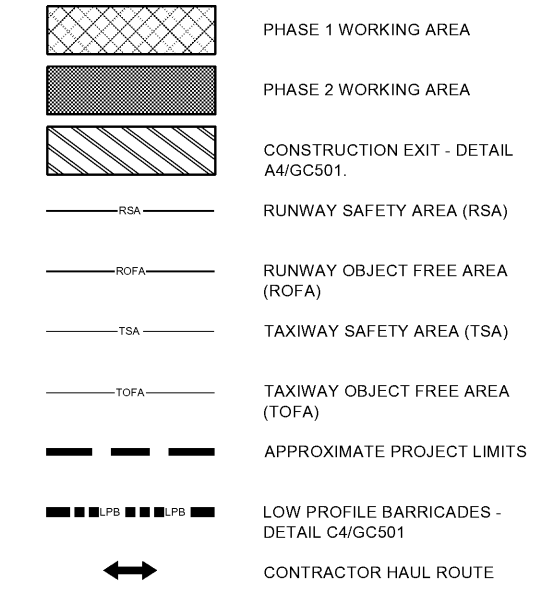 PHASE 1 WORKING AREA
PHASE 2 WORKING AREA
CONSTRUCTION EXIT - DETAIL
A4/GC501.
RSA RUNWAY SAFETY AREA (RSA)
ROFA RUNWAY OBJECT FREE AREA
(ROFA)
TSA TAXIWAY SAFETY AREA (TSA)
TOFA TAXIWAY OBJECT FREE AREA
(TOFA)
APPROXIMATE PROJECT LIMITS
LPB LPB LOW PROFILE BARRICADES -
DETAIL C4/GC501
CONTRACTOR HAUL ROUTE